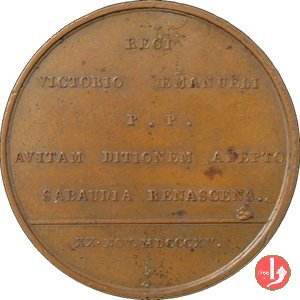 REGI
VICTORIO EMANUELI
P.P.
AVITAM DITIONEM ADEPTO
SABAUDIA RENASCENS.
XX. NOV. MDCCCXV.